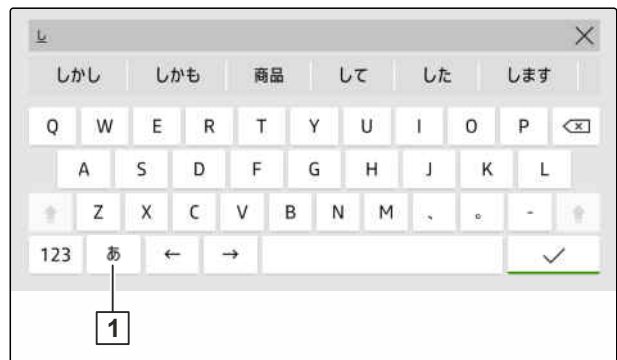 し
しかし しかも 商品 して した します
Q W E R T Y U I O P
A S D F G H J K L
Z X C V B N M 、 。 -
123 あ ← →
1